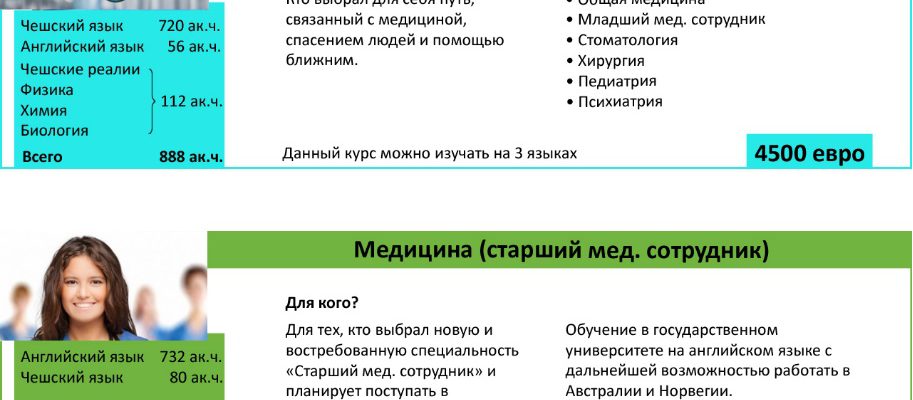 Кто выбрал для себя путь,
связанный с медициной,
спасением людей и помощью
ближним.
• Общая медицина
• Младший мед. сотрудник
• Стоматология
• Хирургия
• Педиатрия
• Психиатрия
Чешский язык 720 ак.ч.
Английский язык 56 ак.ч.
Чешские реалии
Физика
Химия
Биология
112 ак.ч.
Всего 888 ак.ч.
Данный курс можно изучать на 3 языках
4500 евро
Медицина (старший мед. сотрудник)
Для кого?
Для тех, кто выбрал новую и
востребованную специальность
«Старший мед. сотрудник» и
планирует поступать в
Обучение в государственном
университете на английском языке с
дальнейшей возможностью работать в
Австралии и Норвегии.
Английский язык 732 ак.ч.
Чешский язык 80 ак.ч.